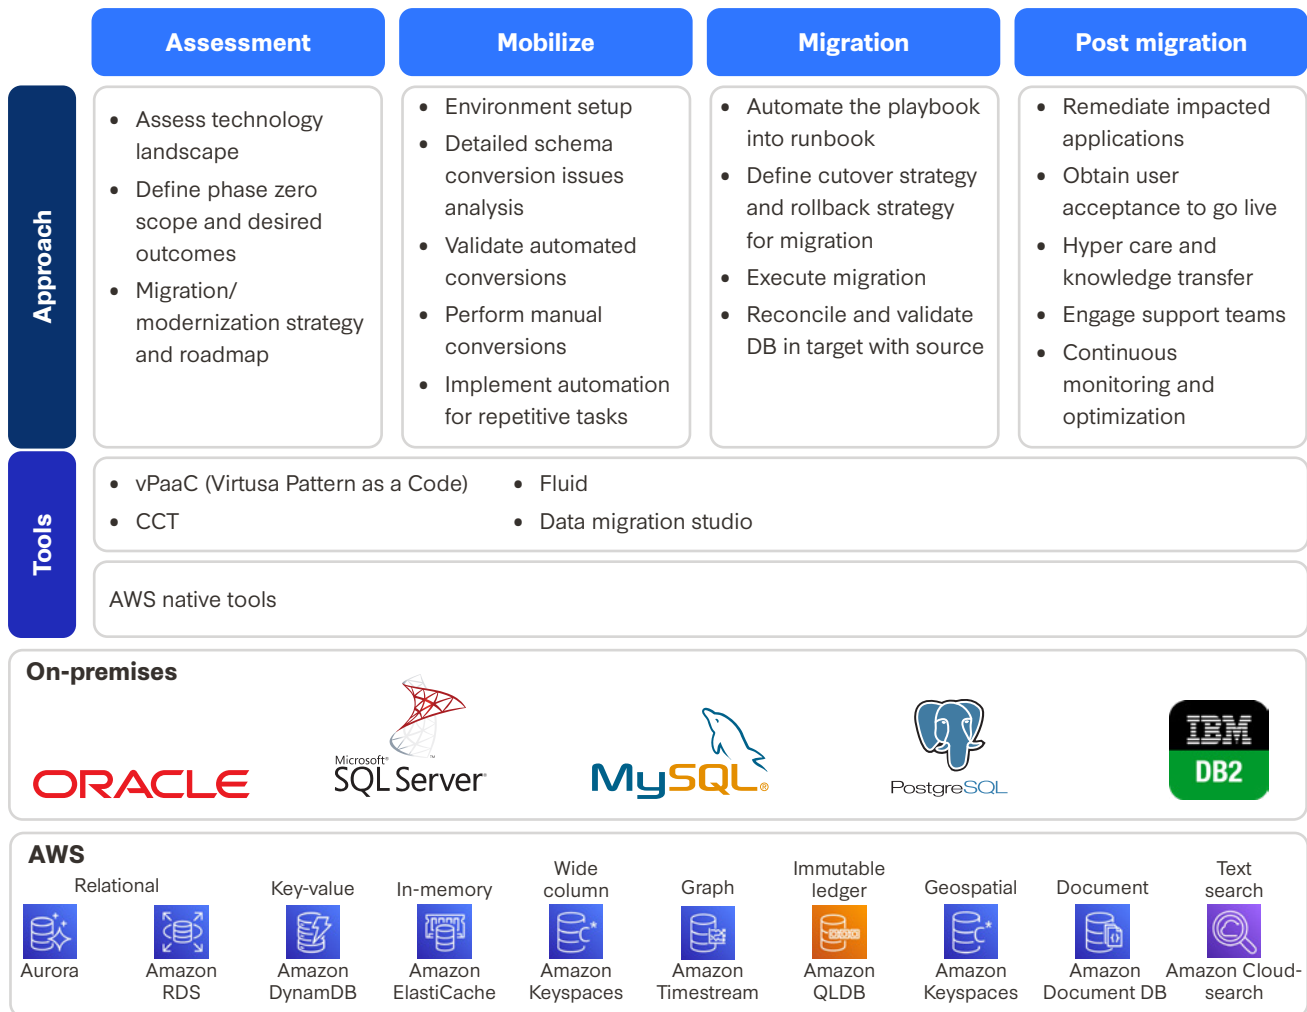 Assessment
Mobilize
Migration
Post migration
Approach
• Assess technology
landscape
• Define phase zero
scope and desired
outcomes
• Migration/
modernization strategy
and roadmap
• Environment setup
• Detailed schema
conversion issues
analysis
• Validate automated
conversions
• Perform manual
conversions
• Implement automation
for repetitive tasks
• Automate the playbook
into runbook
• Define cutover strategy
and rollback strategy
for migration
• Execute migration
• Reconcile and validate
DB in target with source
• Remediate impacted
applications
• Obtain user
acceptance to go live
• Hyper care and
knowledge transfer
• Engage support teams
• Continuous
monitoring and
optimization
Tools
• vPaaC (Virtusa Pattern as a Code)
• CCT
• Fluid
• Data migration studio
AWS native tools
On-premises
ORACLE
Microsoft®
SQL Server®
™
MySQL®
PostgreSQL
IBM
DB2
AWS
Relational
Aurora
Amazon
RDS
Key-value
Amazon
DynamDB
In-memory
Amazon
ElastiCache
Wide
column
C*
Amazon
Keyspaces
Graph
Amazon
Timestream
Immutable
ledger
Amazon
QLDB
Geospatial
C*
Amazon
Keyspaces
Document
Amazon
Document DB
Text
search
Amazon Cloud-
search